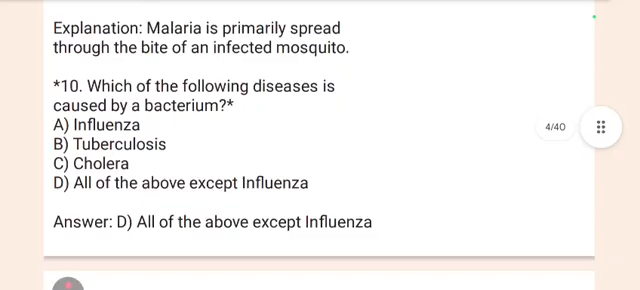 Explanation: Malaria is primarily spread
through the bite of an infected mosquito.
*10. Which of the following diseases is
caused by a bacterium?*
A) Influenza
B) Tuberculosis
4/40
C) Cholera
D) All of the above except Influenza
Answer: D) All of the above except Influenza